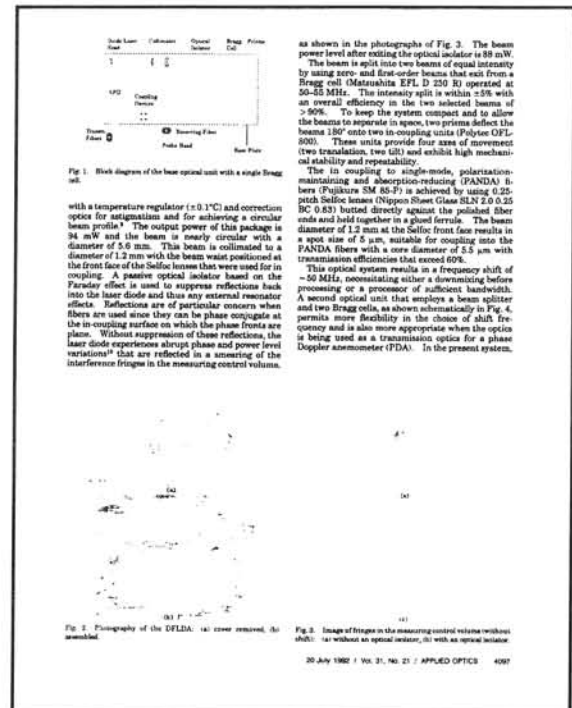 Diode Laser Collimator Optical Bragg Prisms
Head Isolator Cell
APD
Coupling
Devices
Transm. Receiving Fiber
Fibers
Probe Head Base Plate
Fig. 1. Block diagram of the base optical unit with a single Bragg
cell.
with a temperature regulator (±0.1°C) and correction
optics for astigmatism and for achieving a circular
beam profile.⁹ The output power of this package is
94 mW and the beam is nearly circular with a
diameter of 5.6 mm. This beam is collimated to a
diameter of 1.2 mm with the beam waist positioned at
the front face of the Selfoc lenses that were used for in
coupling. A passive optical isolator based on the
Faraday effect is used to suppress reflections back
into the laser diode and thus any external resonator
effects. Reflections are of particular concern when
fibers are used since they can be phase conjugate at
the in-coupling surface on which the phase fronts are
plane. Without suppression of these reflections, the
laser diode experiences abrupt phase and power level
variations¹⁰ that are reflected in a smearing of the
interference fringes in the measuring control volume,
(a)
(b)
Fig. 2. Photography of the DFLDA: (a) cover removed, (b)
assembled.
as shown in the photographs of Fig. 3. The beam
power level after exiting the optical isolator is 88 mW.
The beam is split into two beams of equal intensity
by using zero- and first-order beams that exit from a
Bragg cell (Matsushita EFL D 250 R) operated at
50–55 MHz. The intensity split is within ±5% with
an overall efficiency in the two selected beams of
>90%. To keep the system compact and to allow
the beams to separate in space, two prisms deflect the
beams 180° onto two in-coupling units (Polytec OFL-
800). These units provide four axes of movement
(two translation, two tilt) and exhibit high mechani-
cal stability and repeatability.
The in coupling to single-mode, polarization-
maintaining and absorption-reducing (PANDA) fi-
bers (Fujikura SM 85-P) is achieved by using 0.25-
pitch Selfoc lenses (Nippon Sheet Glass SLN 2.0 0.25
BC 0.83) butted directly against the polished fiber
ends and held together in a glued ferrule. The beam
diameter of 1.2 mm at the Selfoc front face results in
a spot size of 5 μm, suitable for coupling into the
PANDA fibers with a core diameter of 5.5 μm with
transmission efficiencies that exceed 60%.
This optical system results in a frequency shift of
~50 MHz, necessitating either a downmixing before
processing or a processor of sufficient bandwidth.
A second optical unit that employs a beam splitter
and two Bragg cells, as shown schematically in Fig. 4,
permits more flexibility in the choice of shift fre-
quency and is also more appropriate when the optics
is being used as a transmission optics for a phase
Doppler anemometer (PDA). In the present system,
(a)
Fig. 3. Image of fringes in the measuring control volume (without
shift): (a) without an optical isolator, (b) with an optical isolator.
20 July 1992 / Vol. 31, No. 21 / APPLIED OPTICS 4097